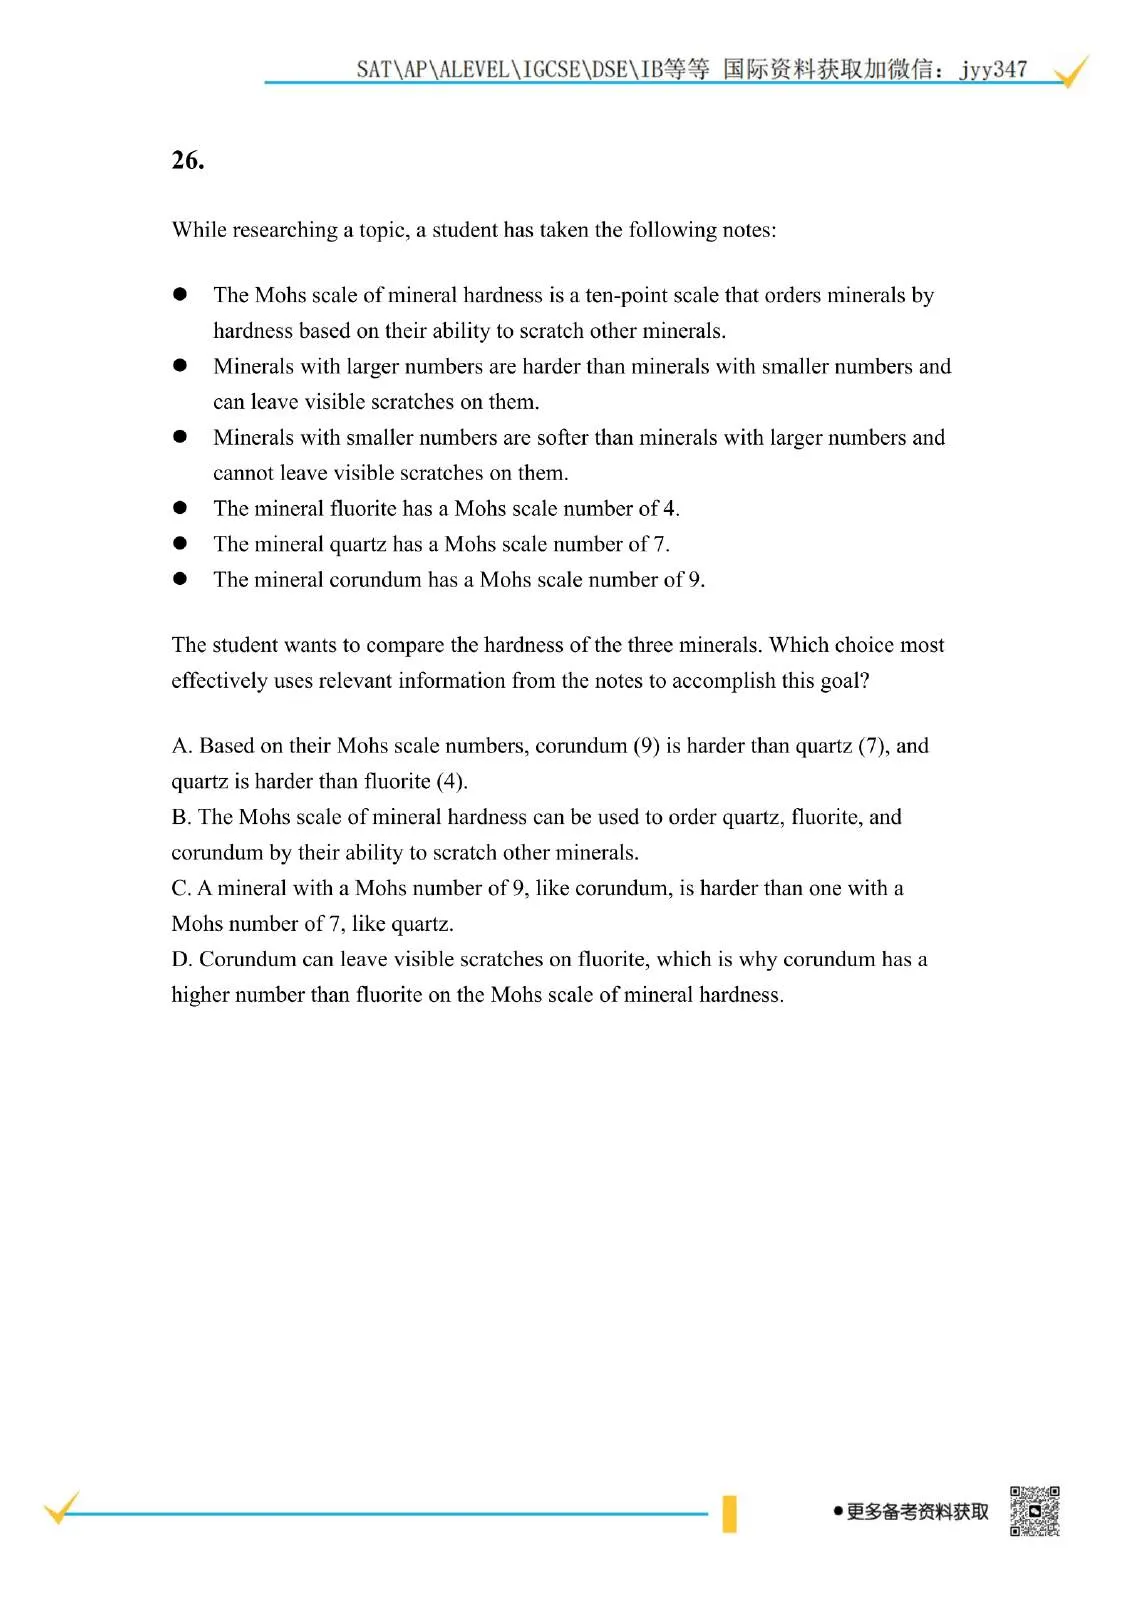 SAT\AP\ALEVEL\IGCSE\DSE\IB等等 国际资料获取加微信：jyy347
26.
While researching a topic, a student has taken the following notes:
● The Mohs scale of mineral hardness is a ten-point scale that orders minerals by
hardness based on their ability to scratch other minerals.
● Minerals with larger numbers are harder than minerals with smaller numbers and
can leave visible scratches on them.
● Minerals with smaller numbers are softer than minerals with larger numbers and
cannot leave visible scratches on them.
● The mineral fluorite has a Mohs scale number of 4.
● The mineral quartz has a Mohs scale number of 7.
● The mineral corundum has a Mohs scale number of 9.
The student wants to compare the hardness of the three minerals. Which choice most
effectively uses relevant information from the notes to accomplish this goal?
A. Based on their Mohs scale numbers, corundum (9) is harder than quartz (7), and
quartz is harder than fluorite (4).
B. The Mohs scale of mineral hardness can be used to order quartz, fluorite, and
corundum by their ability to scratch other minerals.
C. A mineral with a Mohs number of 9, like corundum, is harder than one with a
Mohs number of 7, like quartz.
D. Corundum can leave visible scratches on fluorite, which is why corundum has a
higher number than fluorite on the Mohs scale of mineral hardness.
●更多备考资料获取